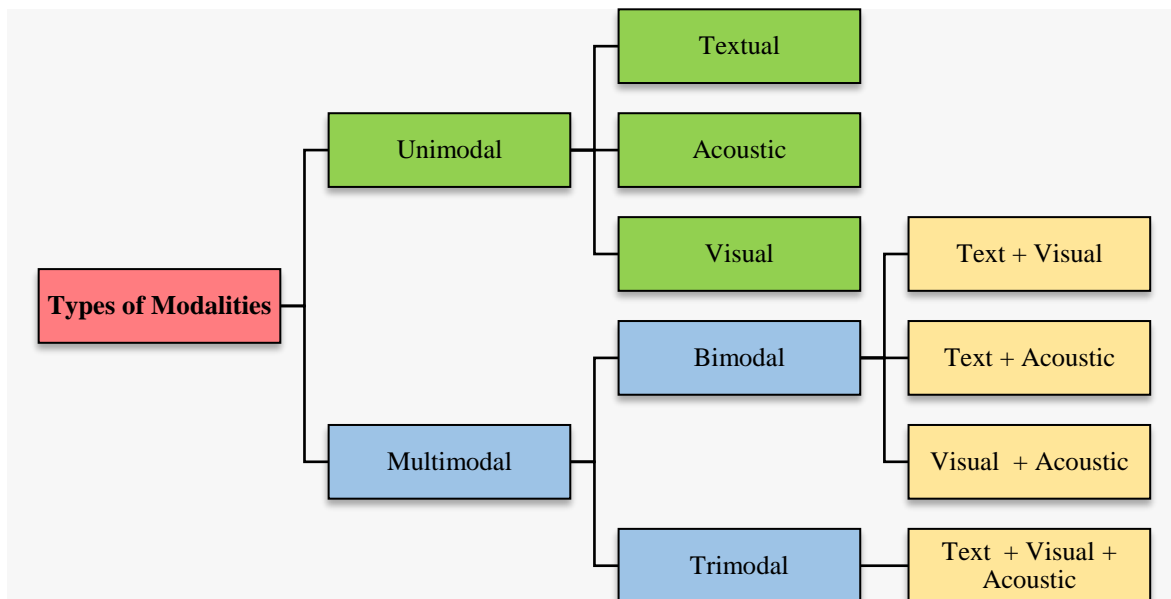 Textual
Unimodal
Acoustic
Visual
Text + Visual
Types of Modalities
Bimodal
Text + Acoustic
Multimodal
Visual + Acoustic
Trimodal
Text + Visual +
Acoustic